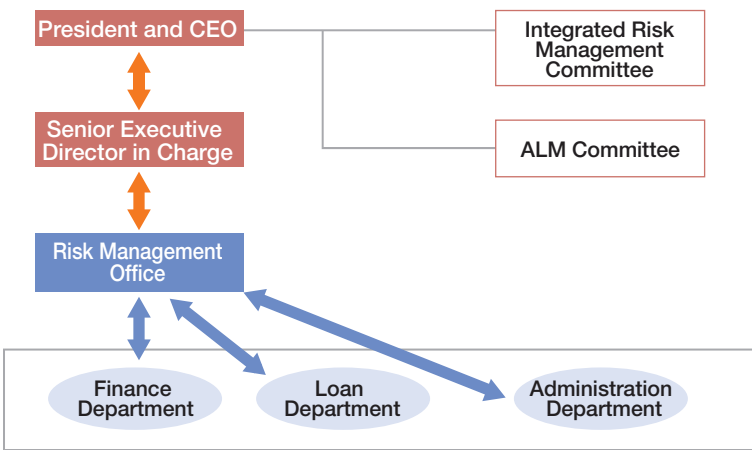 President and CEO
Integrated Risk
Management
Committee
Senior Executive
Director in Charge
ALM Committee
Risk Management
Office
Finance
Department
Loan
Department
Administration
Department